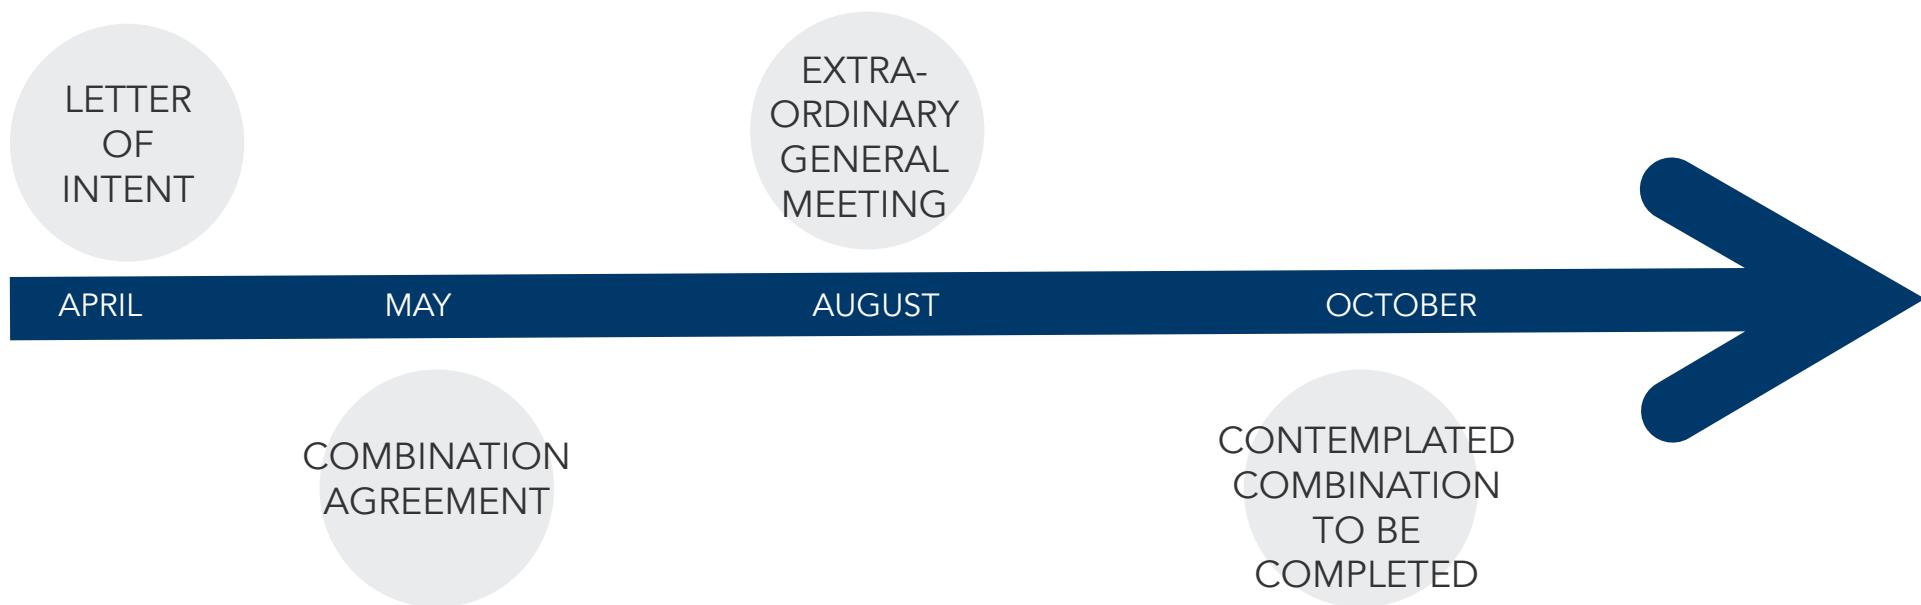 LETTER
OF
INTENT
EXTRA-
ORDINARY
GENERAL
MEETING
APRIL
MAY
AUGUST
OCTOBER
COMBINATION
AGREEMENT
CONTEMPLATED
COMBINATION
TO BE
COMPLETED